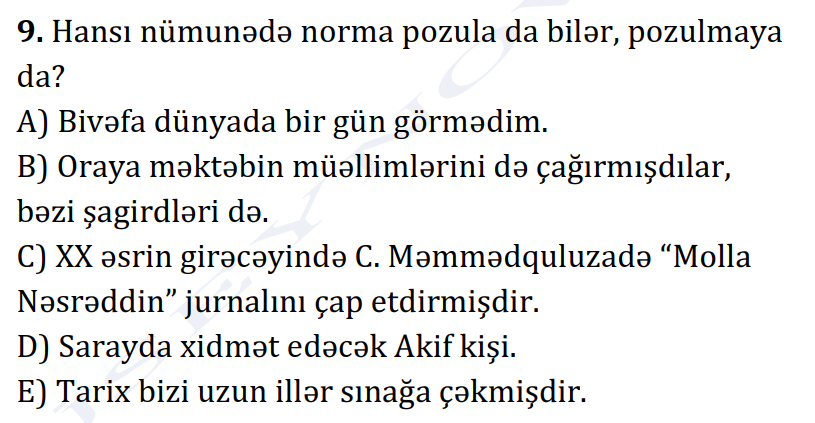 9. Hansı nümunədə norma pozula da bilər, pozulmaya
da?
A) Bivəfa dünyada bir gün görmədim.
B) Oraya məktəbin müəllimlərini də çağırmışdılar,
bəzi şagirdləri də.
C) XX əsrin girəcəyində C. Məmmədquluzadə “Molla
Nəsrəddin” jurnalını çap etdirmişdir.
D) Sarayda xidmət edəcək Akif kişi.
E) Tarix bizi uzun illər sınağa çəkmişdir.